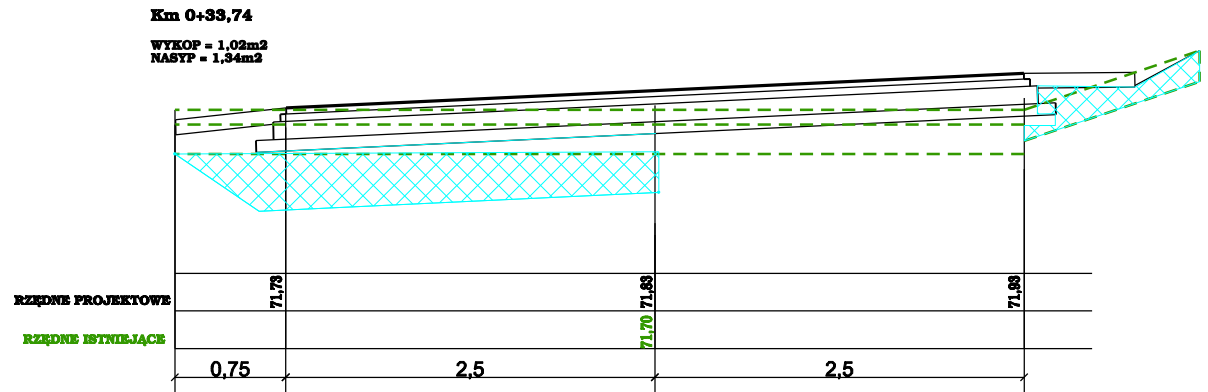 Km 0+33,74
WYKOP = 1,02m2
NASYP = 1,34m2
71,73
71,83
71,93
RZĘDNE PROJEKTOWE
71,70
RZĘDNE ISTNIEJĄCE
0,75
2,5
2,5